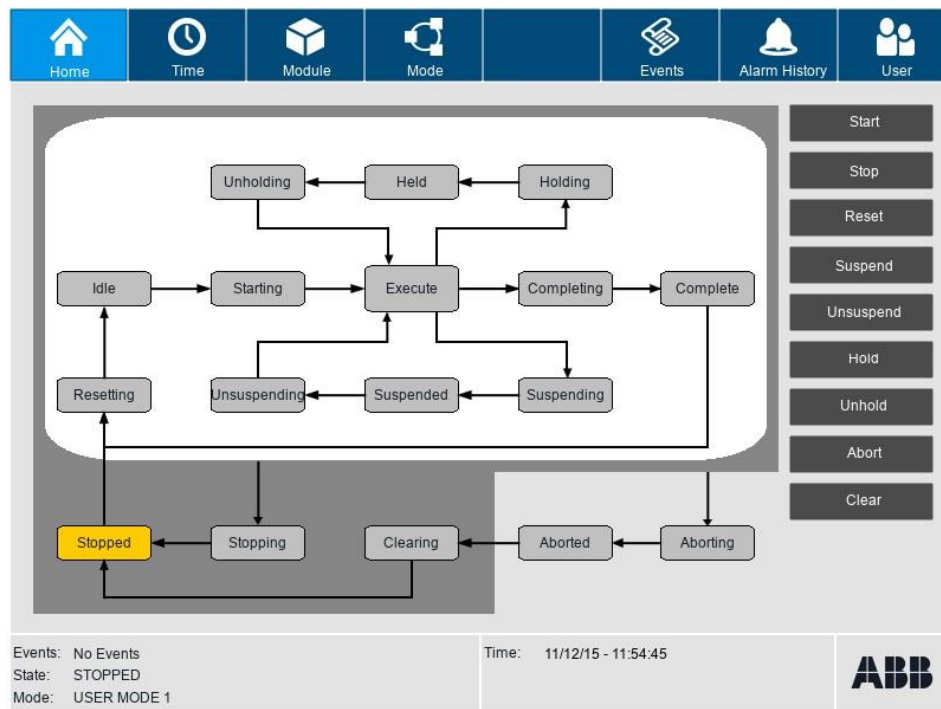 Home Time Module Mode Events Alarm History User
Start
Unholding Held Holding
Stop
Reset
Suspend
Idle Starting Execute Completing Complete
Unsuspend
Hold
Resetting Unsuspending Suspended Suspending
Unhold
Abort
Clear
Stopped Stopping Clearing Aborted Aborting
Events: No Events
Time: 11/12/15 - 11:54:45
State: STOPPED
Mode: USER MODE 1
ABB